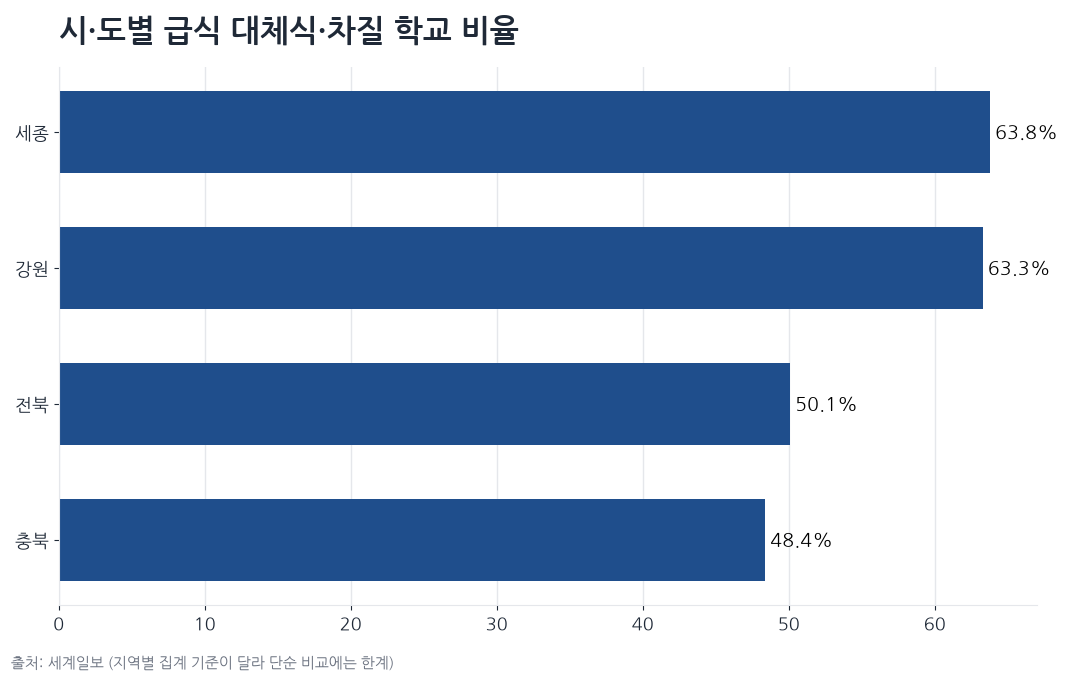 시·도별 급식 대체식·차질 학교 비율
세종 63.8%
강원 63.3%
전북 50.1%
충북 48.4%
0 10 20 30 40 50 60
출처: 세계일보 (지역별 집계 기준이 달라 단순 비교에는 한계)